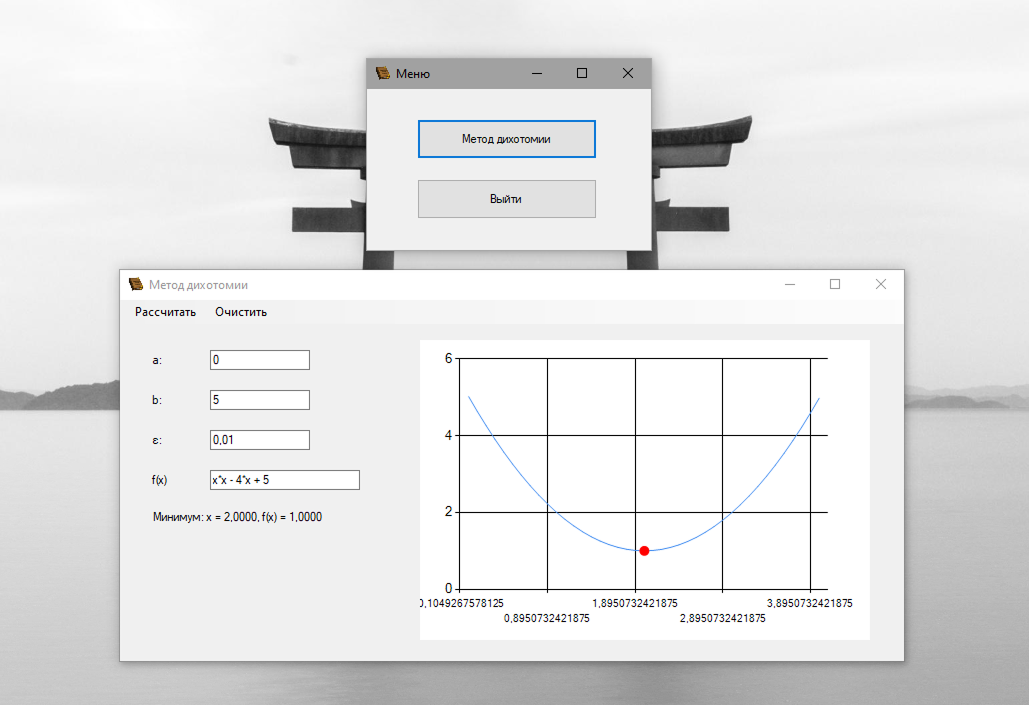 Меню
Метод дихотомии
Выйти
Метод дихотомии
Рассчитать Очистить
a: 0
b: 5
ε: 0,01
f(x) x*x - 4*x + 5
Минимум: x = 2,0000, f(x) = 1,0000
6
4
2
0
0,1049267578125 1,8950732421875 3,8950732421875
0,8950732421875 2,8950732421875